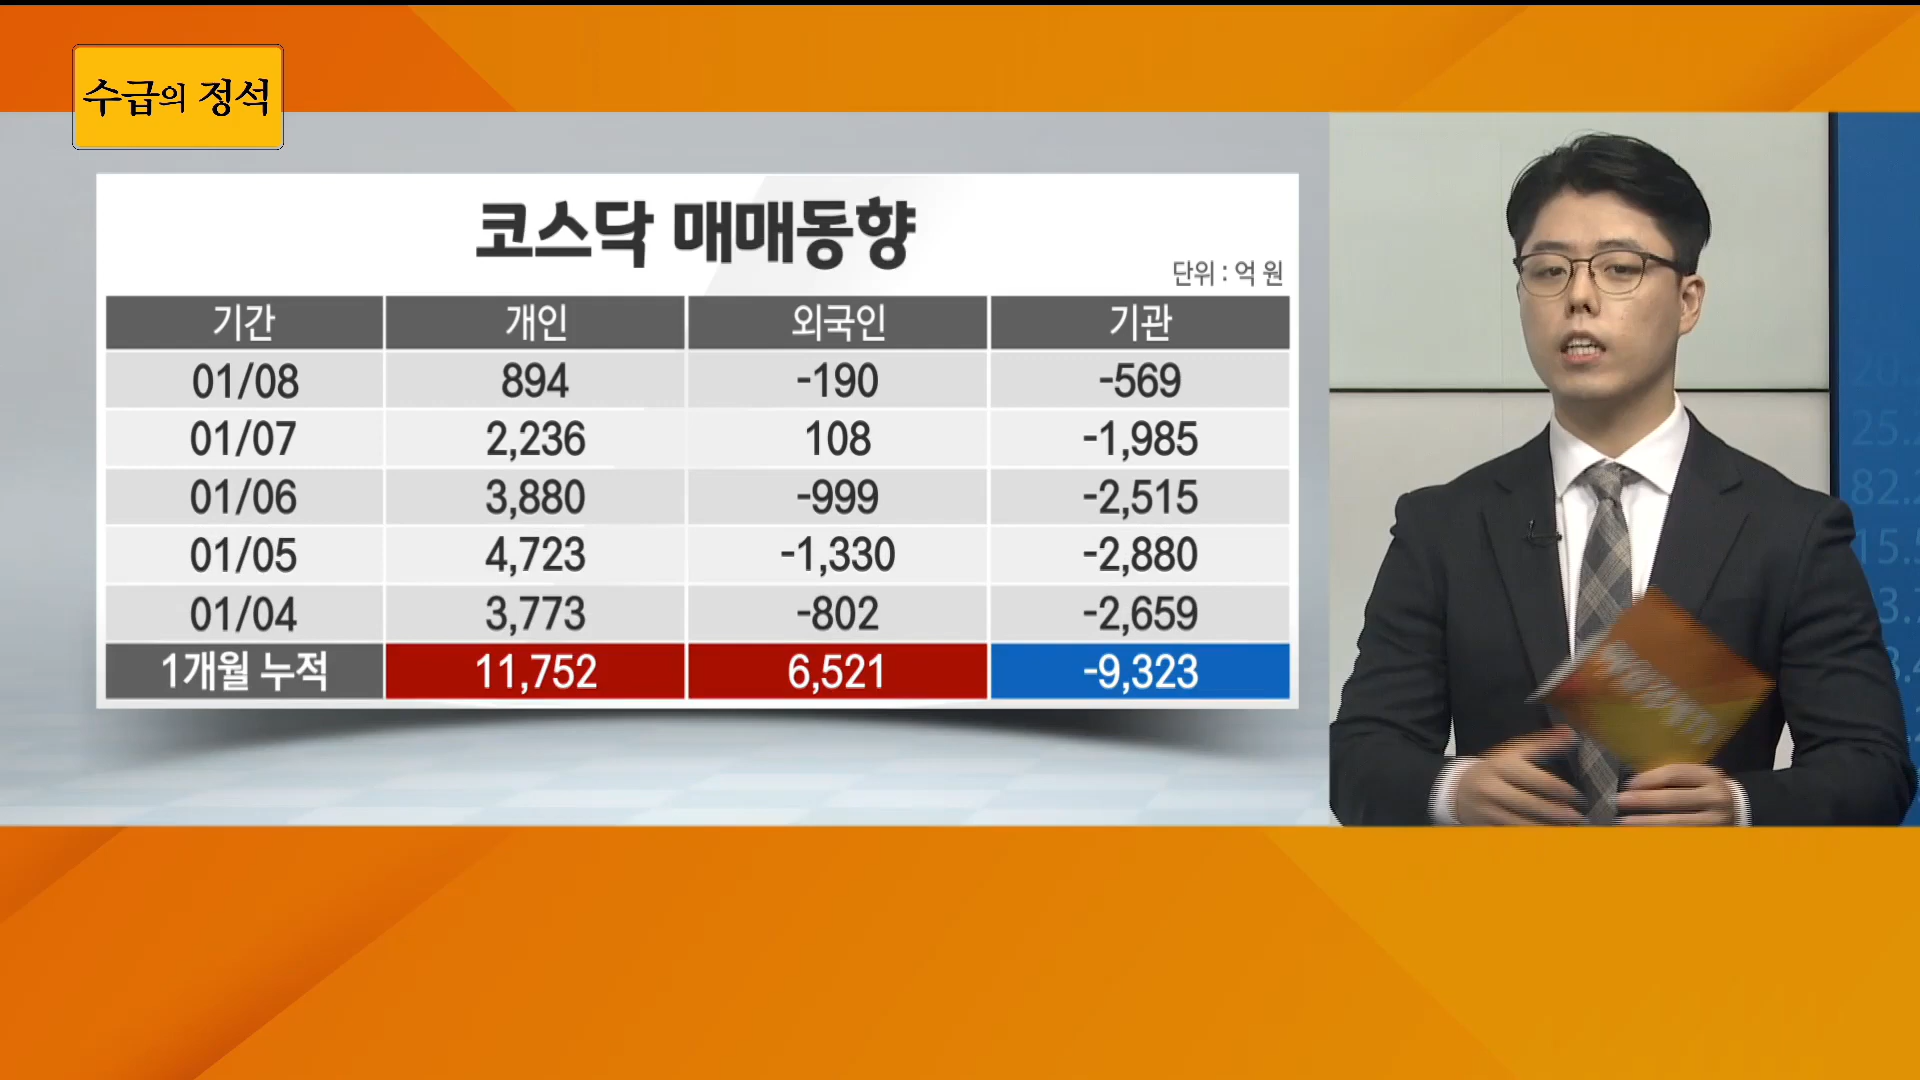 수급의 정석
코스닥 매매동향
단위 : 억 원
기간 개인 외국인 기관
01/08 894 -190 -569
01/07 2,236 108 -1,985
01/06 3,880 -999 -2,515
01/05 4,723 -1,330 -2,880
01/04 3,773 -802 -2,659
1개월 누적 11,752 6,521 -9,323